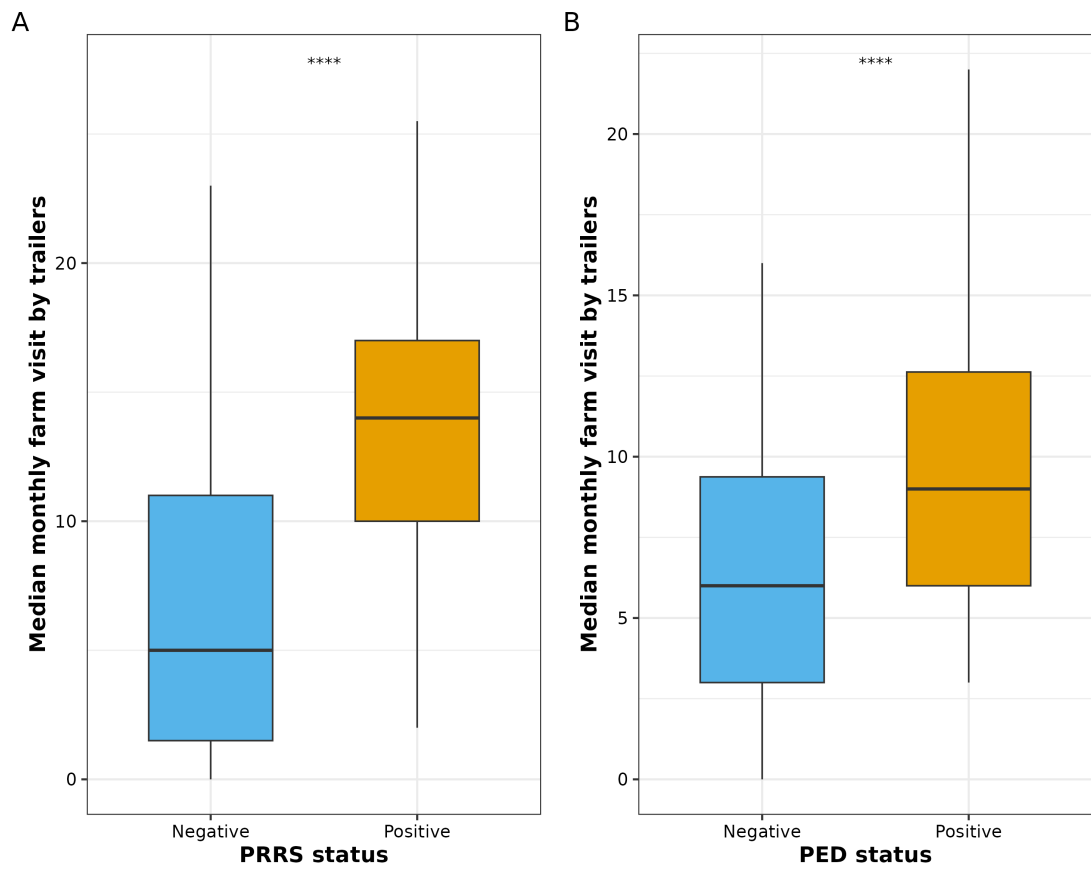 A
****
Median monthly farm visit by trailers
20
10
0
Negative Positive
PRRS status
B
****
Median monthly farm visit by trailers
20
15
10
5
0
Negative Positive
PED status